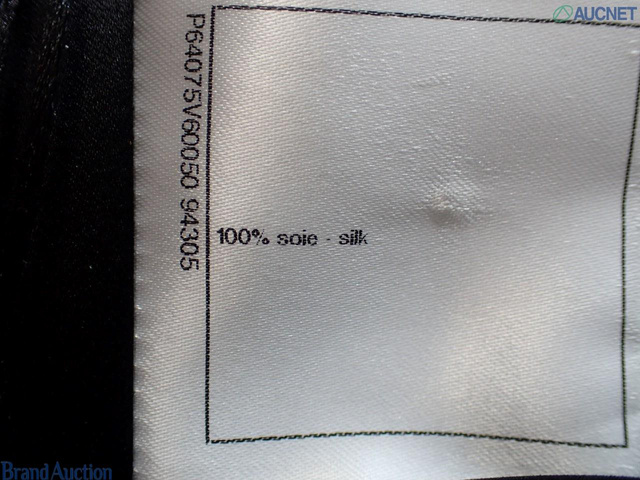 AUCNET
P64075V60050 94305
100% soie - silk
Brand Auction